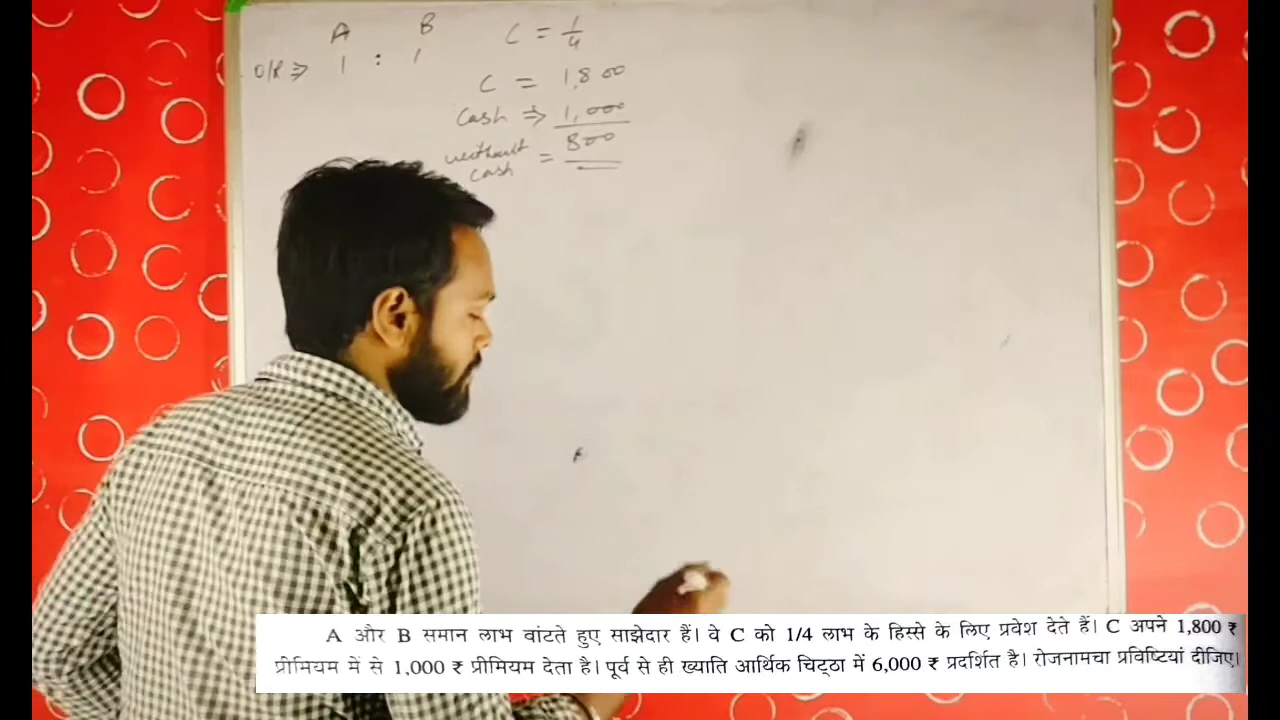 A B C = 1/4
O/R ⇒ 1 : 1
C = 1,800
Cash ⇒ 1,000
without cash = 800
A और B समान लाभ बांटते हुए साझेदार हैं। वे C को 1/4 लाभ के हिस्से के लिए प्रवेश देते हैं। C अपने 1,800 ₹
प्रीमियम में से 1,000 ₹ प्रीमियम देता है। पूर्व से ही ख्याति आर्थिक चिट्ठा में 6,000 ₹ प्रदर्शित है। रोजनामचा प्रविष्टियां दीजिए।